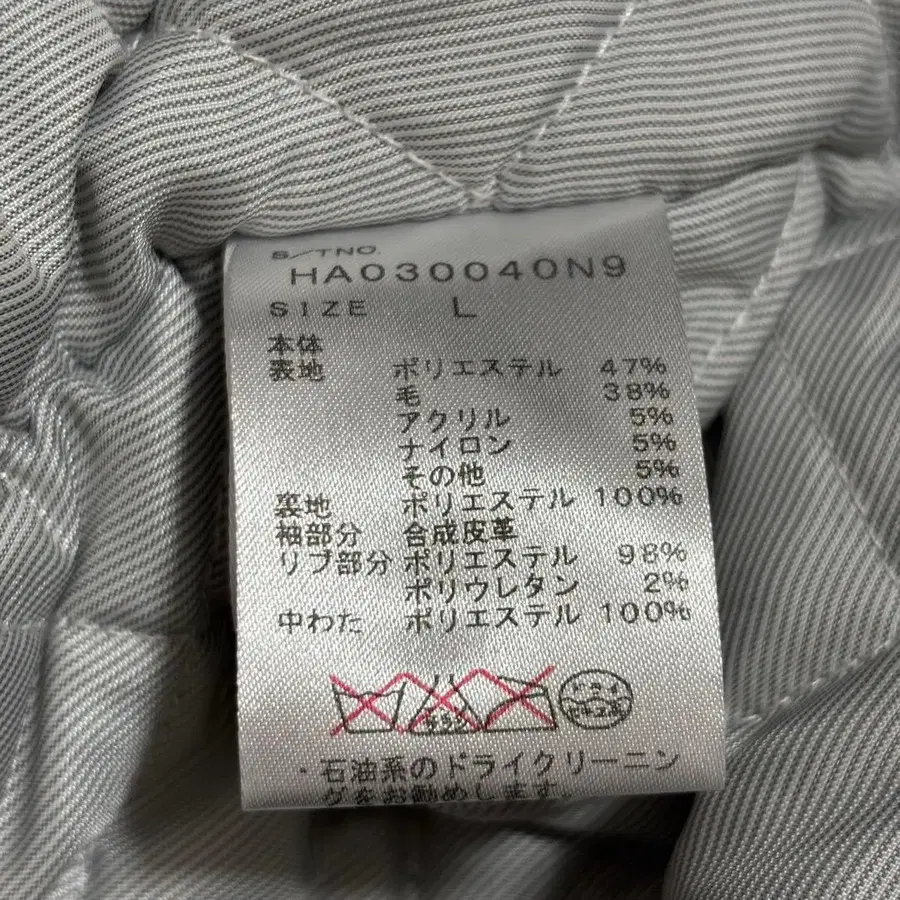 S/TNO.
HA030040N9
SIZE L
本体
表地 ポリエステル 47%
毛 38%
アクリル 5%
ナイロン 5%
その他 5%
裏地 ポリエステル 100%
袖部分 合成皮革
リブ部分 ポリエステル 98%
ポリウレタン 2%
中わた ポリエステル 100%
・石油系のドライクリーニン
グをお勧めします。